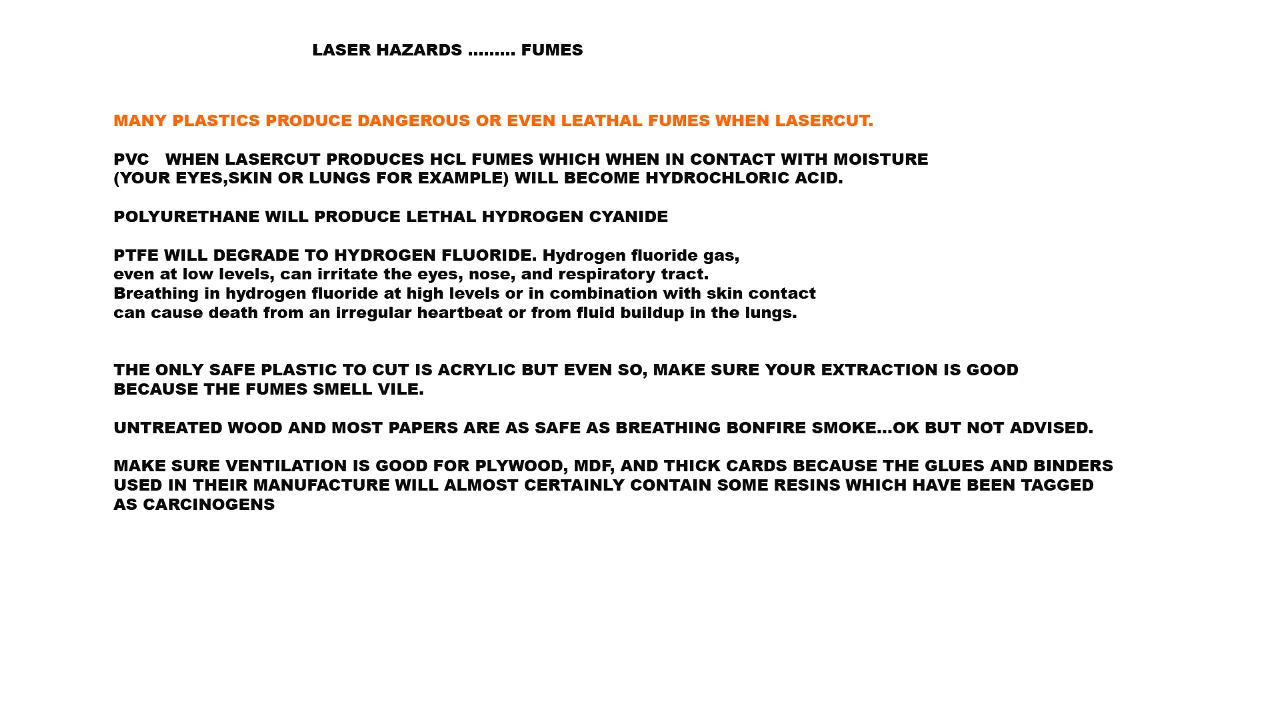 LASER HAZARDS ......... FUMES
MANY PLASTICS PRODUCE DANGEROUS OR EVEN LEATHAL FUMES WHEN LASERCUT.
PVC   WHEN LASERCUT PRODUCES HCL FUMES WHICH WHEN IN CONTACT WITH MOISTURE
(YOUR EYES,SKIN OR LUNGS FOR EXAMPLE) WILL BECOME HYDROCHLORIC ACID.
POLYURETHANE WILL PRODUCE LETHAL HYDROGEN CYANIDE
PTFE WILL DEGRADE TO HYDROGEN FLUORIDE. Hydrogen fluoride gas,
even at low levels, can irritate the eyes, nose, and respiratory tract.
Breathing in hydrogen fluoride at high levels or in combination with skin contact
can cause death from an irregular heartbeat or from fluid buildup in the lungs.
THE ONLY SAFE PLASTIC TO CUT IS ACRYLIC BUT EVEN SO, MAKE SURE YOUR EXTRACTION IS GOOD
BECAUSE THE FUMES SMELL VILE.
UNTREATED WOOD AND MOST PAPERS ARE AS SAFE AS BREATHING BONFIRE SMOKE...OK BUT NOT ADVISED.
MAKE SURE VENTILATION IS GOOD FOR PLYWOOD, MDF, AND THICK CARDS BECAUSE THE GLUES AND BINDERS
USED IN THEIR MANUFACTURE WILL ALMOST CERTAINLY CONTAIN SOME RESINS WHICH HAVE BEEN TAGGED
AS CARCINOGENS